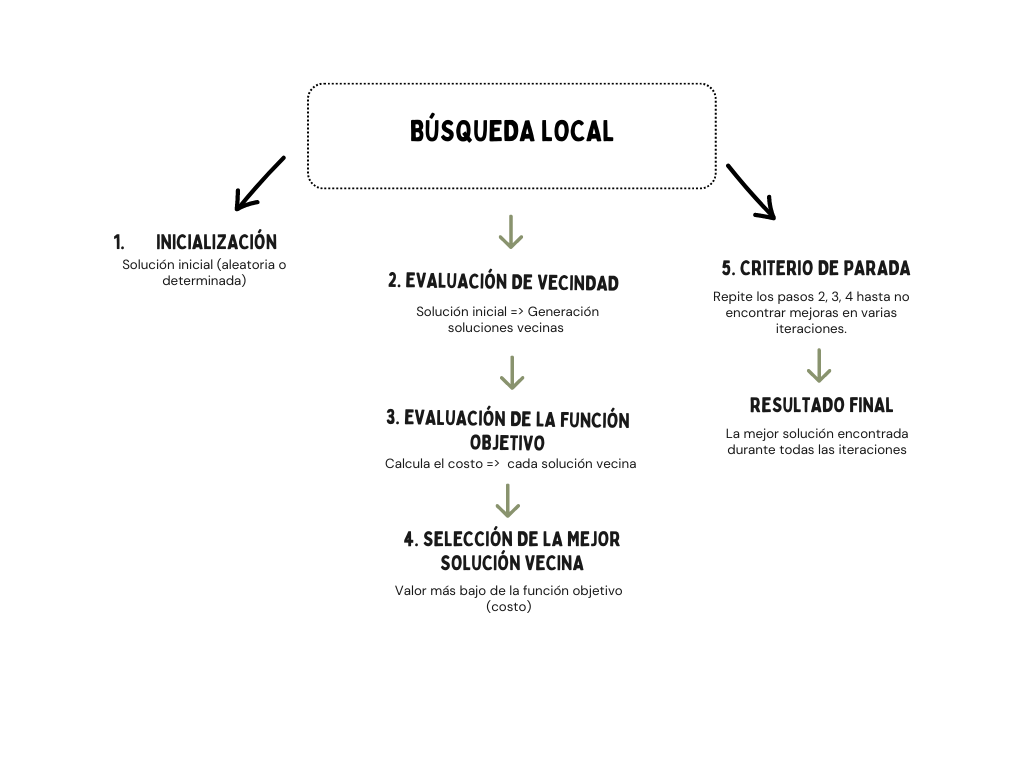 BÚSQUEDA LOCAL
1. INICIALIZACIÓN
Solución inicial (aleatoria o
determinada)
2. EVALUACIÓN DE VECINDAD
Solución inicial => Generación
soluciones vecinas
3. EVALUACIÓN DE LA FUNCIÓN
OBJETIVO
Calcula el costo => cada solución vecina
4. SELECCIÓN DE LA MEJOR
SOLUCIÓN VECINA
Valor más bajo de la función objetivo
(costo)
5. CRITERIO DE PARADA
Repite los pasos 2, 3, 4 hasta no
encontrar mejoras en varias
iteraciones.
RESULTADO FINAL
La mejor solución encontrada
durante todas las iteraciones